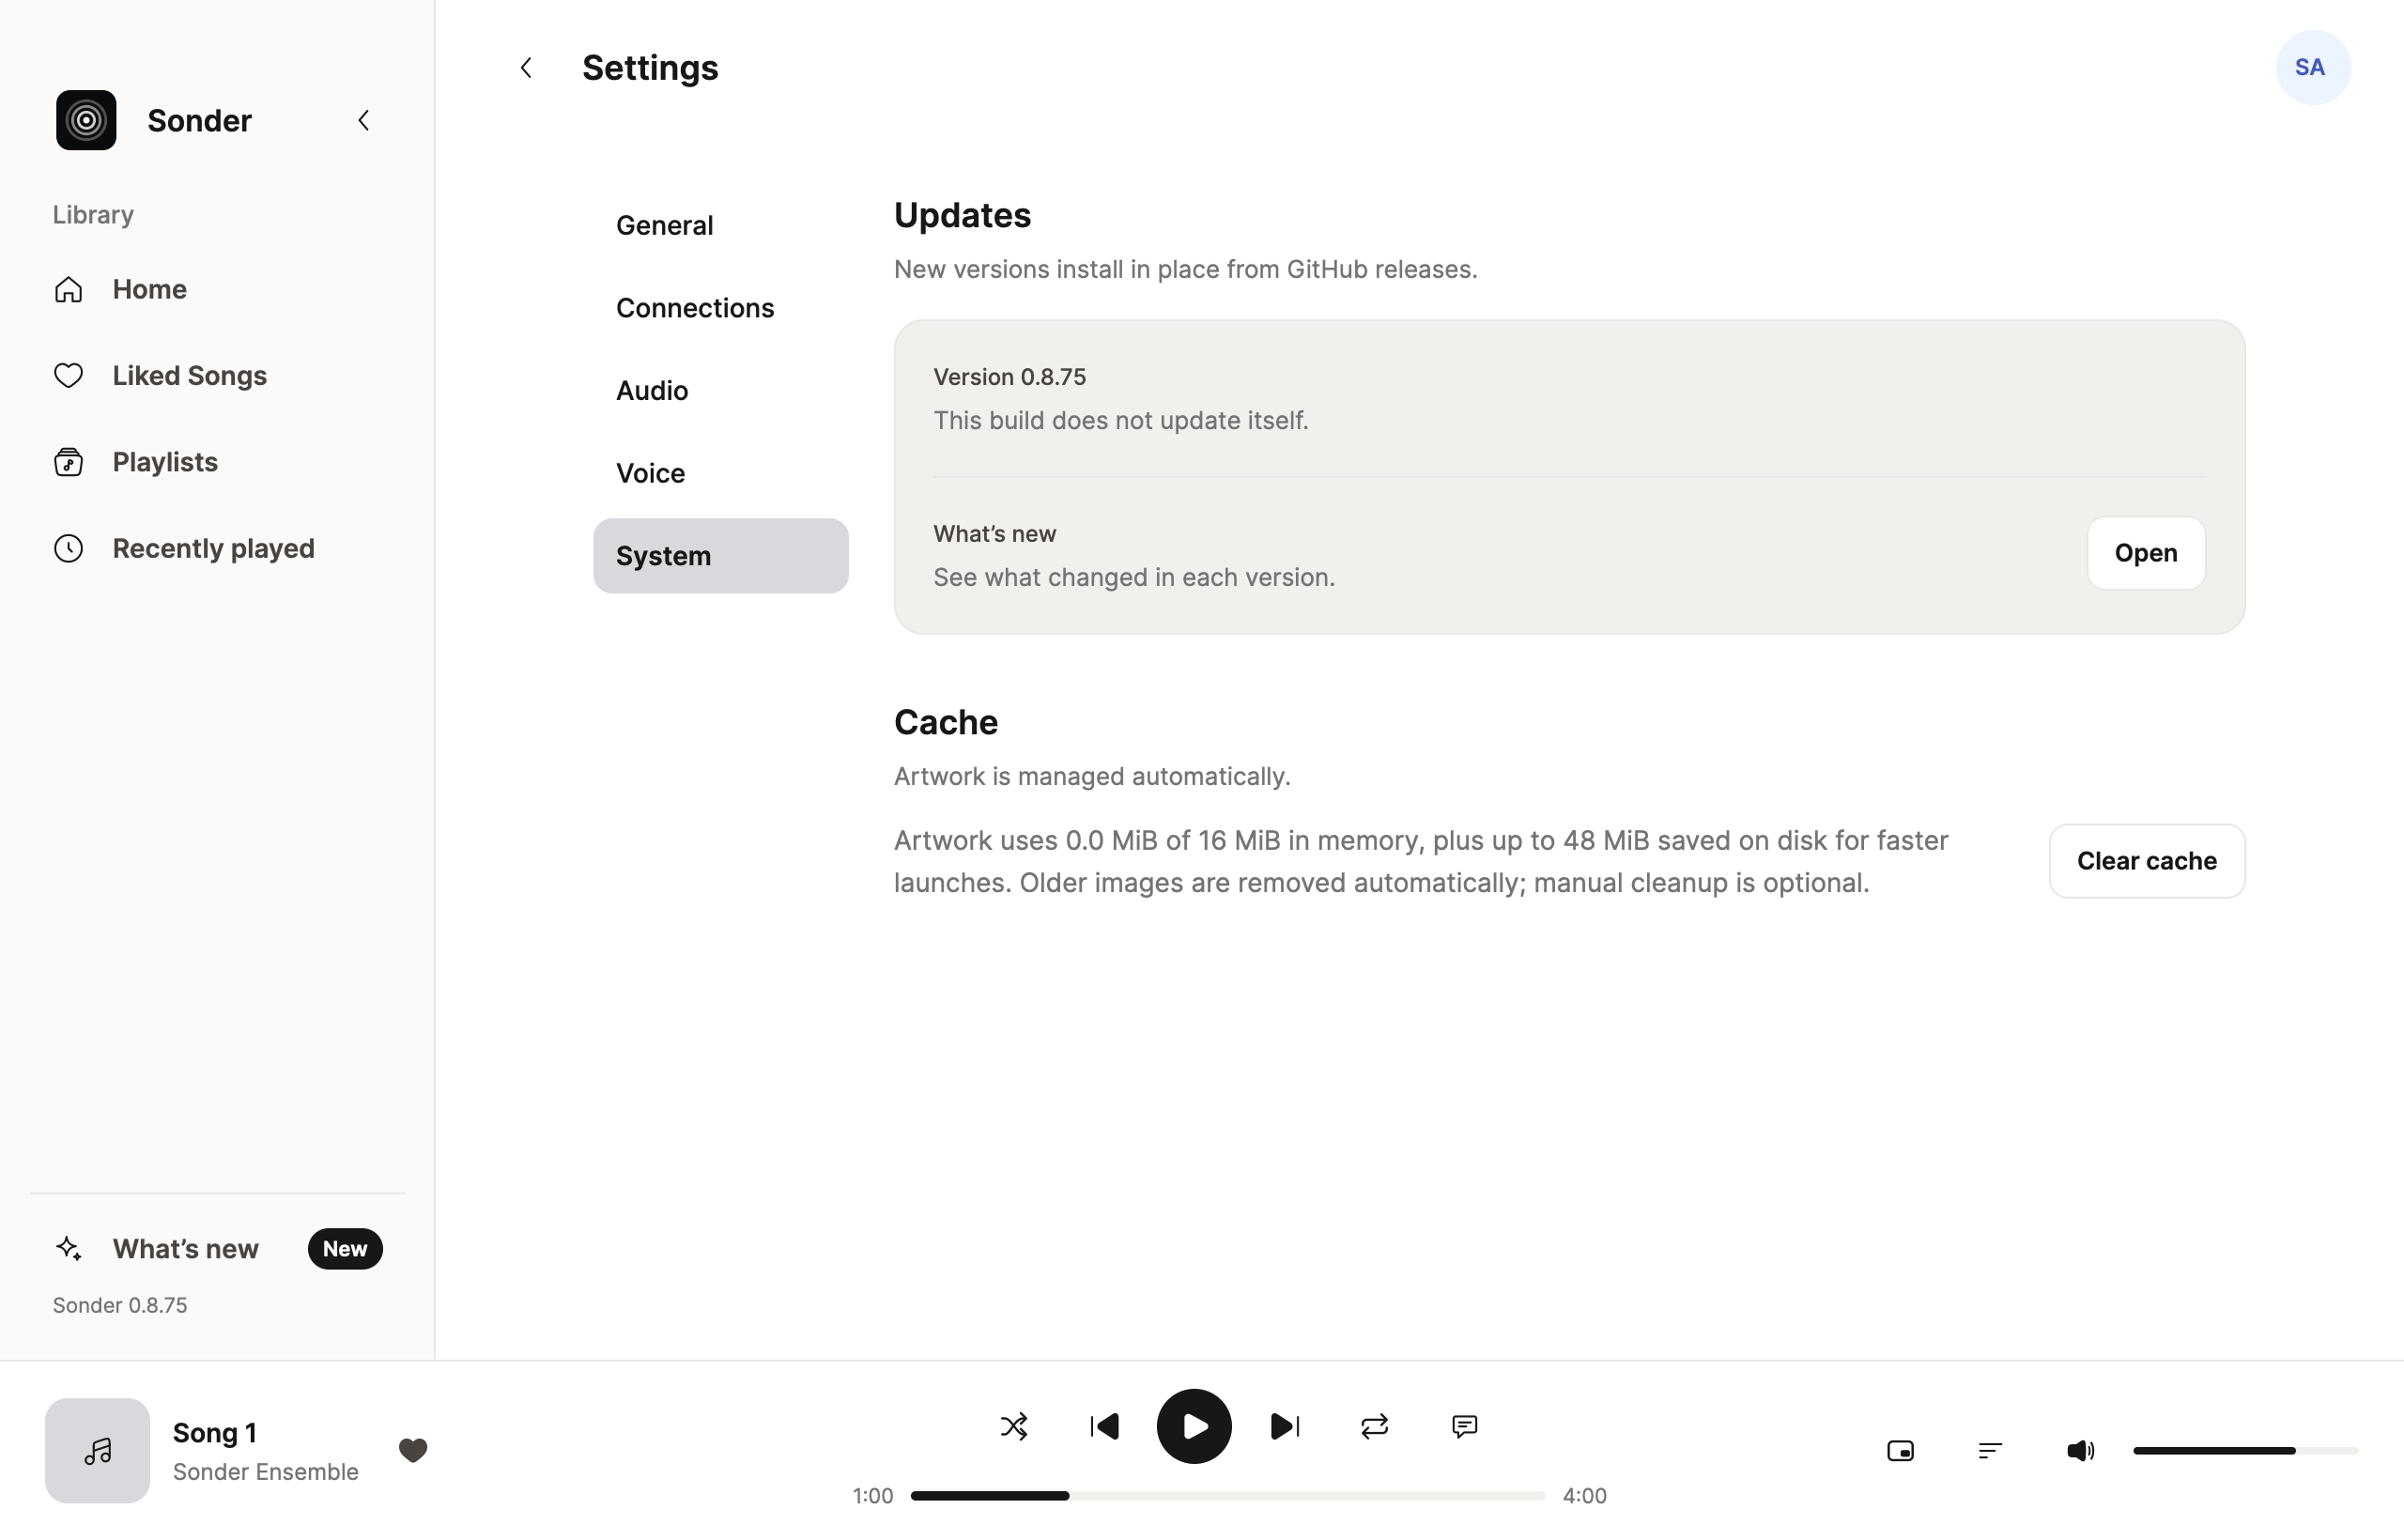 Sonder
Library
Home
Liked Songs
Playlists
Recently played
What’s new
New
Sonder 0.8.75
Settings
SA
General
Connections
Audio
Voice
System
Updates
New versions install in place from GitHub releases.
Version 0.8.75
This build does not update itself.
What’s new
See what changed in each version.
Open
Cache
Artwork is managed automatically.
Artwork uses 0.0 MiB of 16 MiB in memory, plus up to 48 MiB saved on disk for faster
launches. Older images are removed automatically; manual cleanup is optional.
Clear cache
Song 1
Sonder Ensemble
1:00
4:00